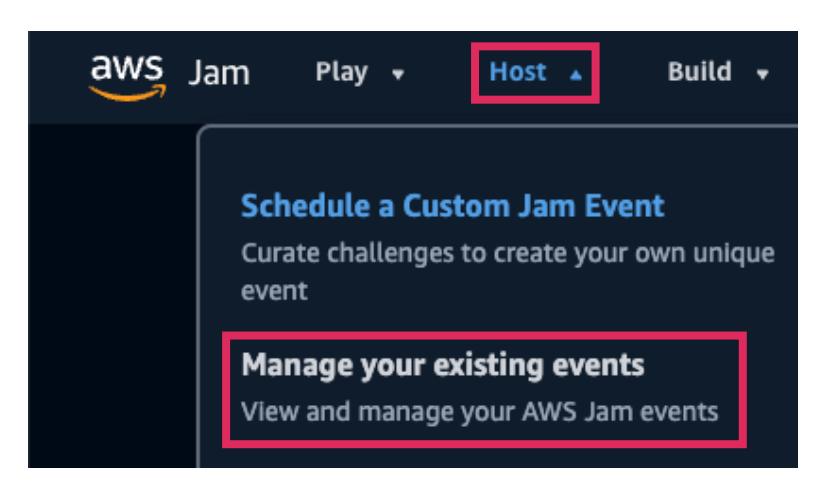 aws Jam Play Host Build
Schedule a Custom Jam Event
Curate challenges to create your own unique
event
Manage your existing events
View and manage your AWS Jam events